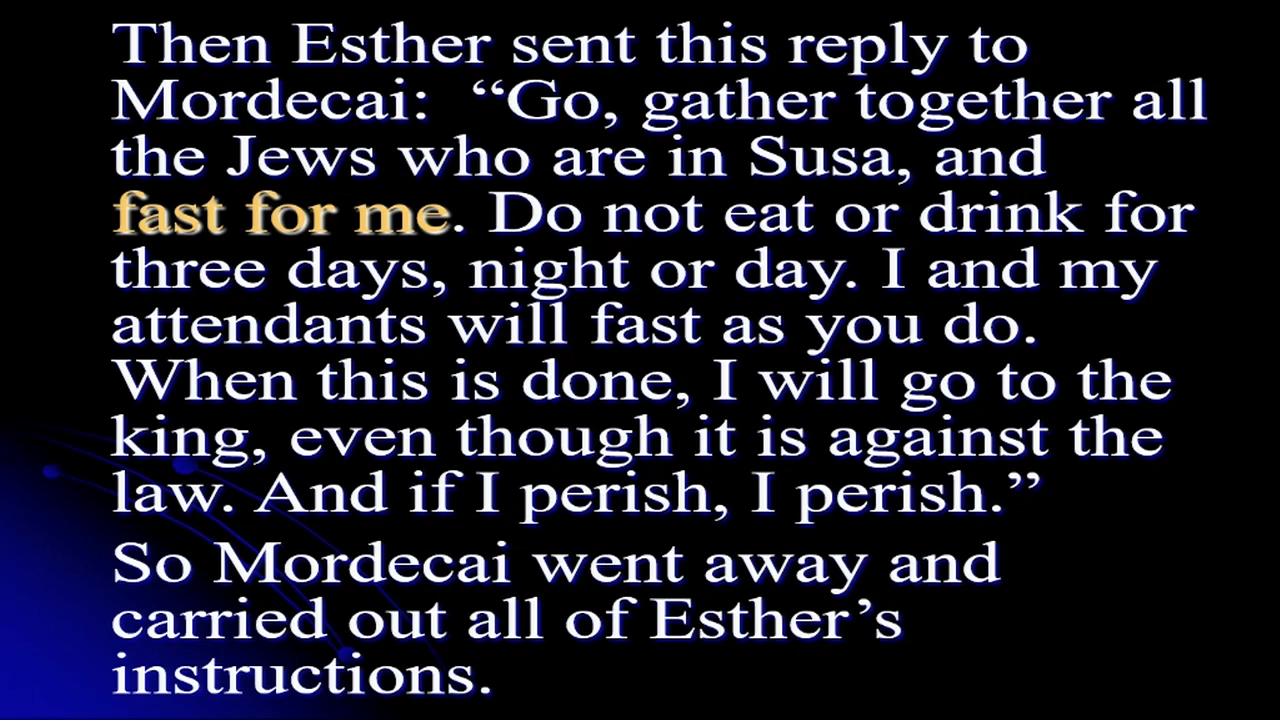 Then Esther sent this reply to
Mordecai:  “Go, gather together all
the Jews who are in Susa, and
fast for me. Do not eat or drink for
three days, night or day. I and my
attendants will fast as you do.
When this is done, I will go to the
king, even though it is against the
law. And if I perish, I perish.”
So Mordecai went away and
carried out all of Esther’s
instructions.